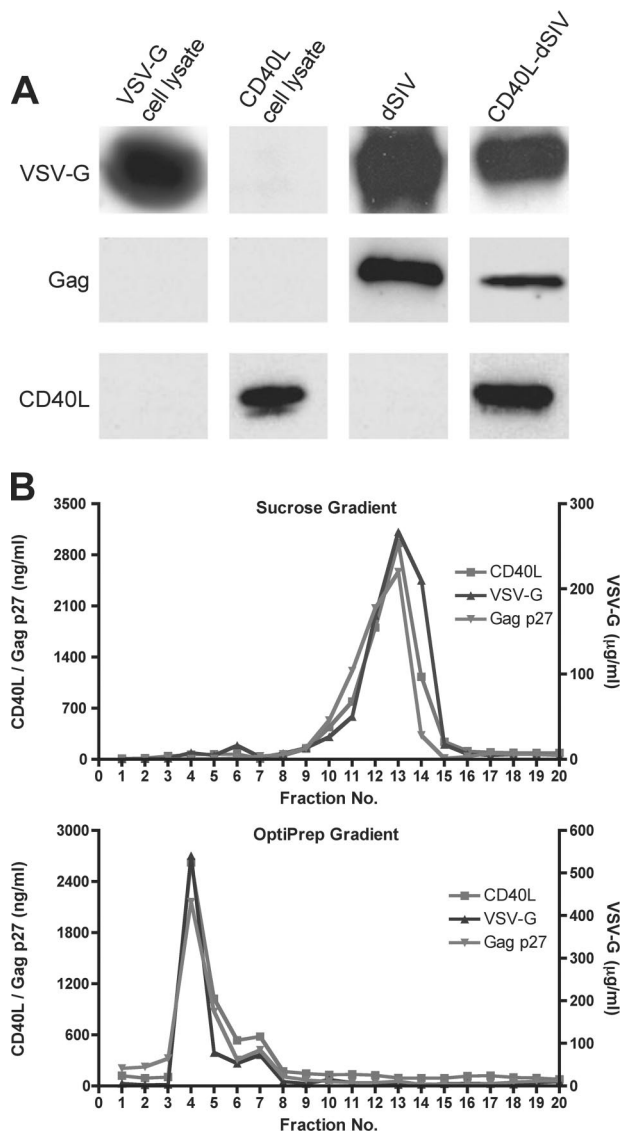 A
VSV-G
cell lysate
CD40L
cell lysate
dSIV
CD40L-dSIV
VSV-G
Gag
CD40L
B
Sucrose Gradient
CD40L / Gag p27 (ng/ml)
3500
2800
2100
1400
700
0
CD40L
VSV-G
Gag p27
300
200
100
0
VSV-G (µg/ml)
0 1 2 3 4 5 6 7 8 9 10 11 12 13 14 15 16 17 18 19 20
Fraction No.
OptiPrep Gradient
CD40L / Gag p27 (ng/ml)
3000
2400
1800
1200
600
0
CD40L
VSV-G
Gag p27
600
500
400
300
200
100
0
VSV-G (µg/ml)
0 1 2 3 4 5 6 7 8 9 10 11 12 13 14 15 16 17 18 19 20
Fraction No.